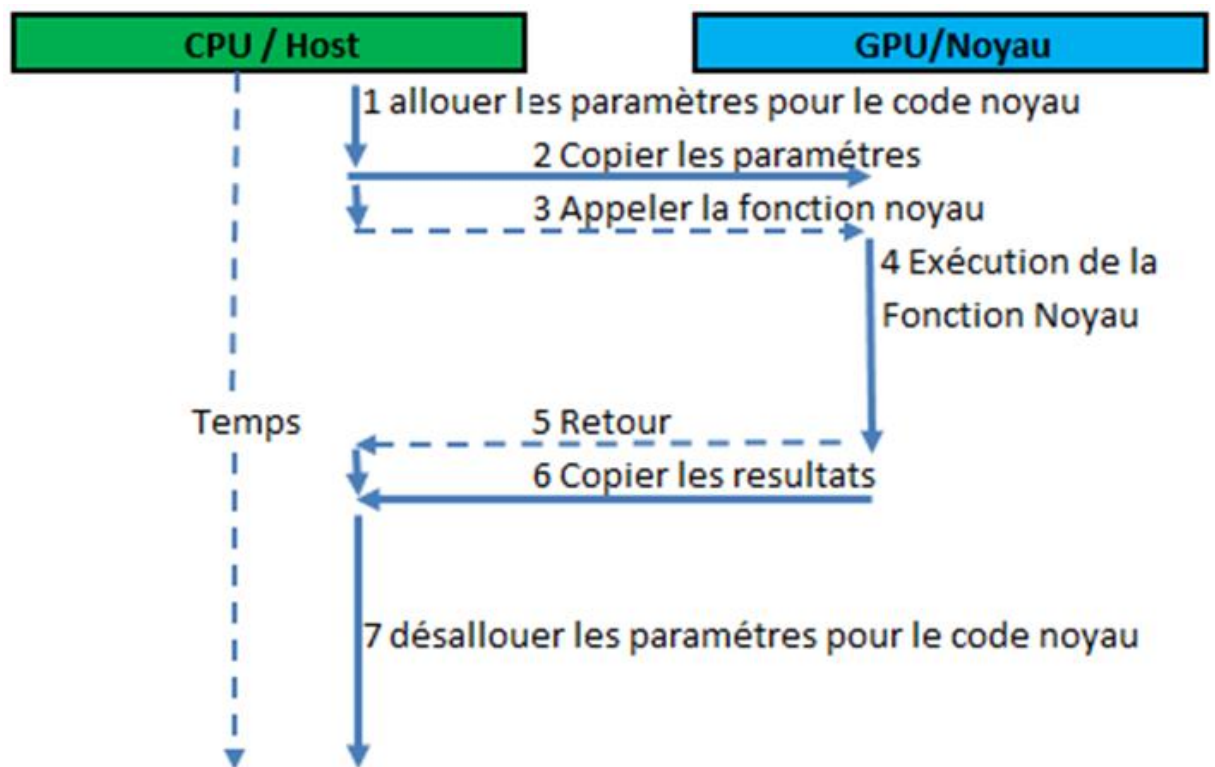 CPU / Host
GPU/Noyau
1 allouer les paramètres pour le code noyau
2 Copier les paramétres
3 Appeler la fonction noyau
4 Exécution de la
Fonction Noyau
Temps
5 Retour
6 Copier les resultats
7 désallouer les paramétres pour le code noyau